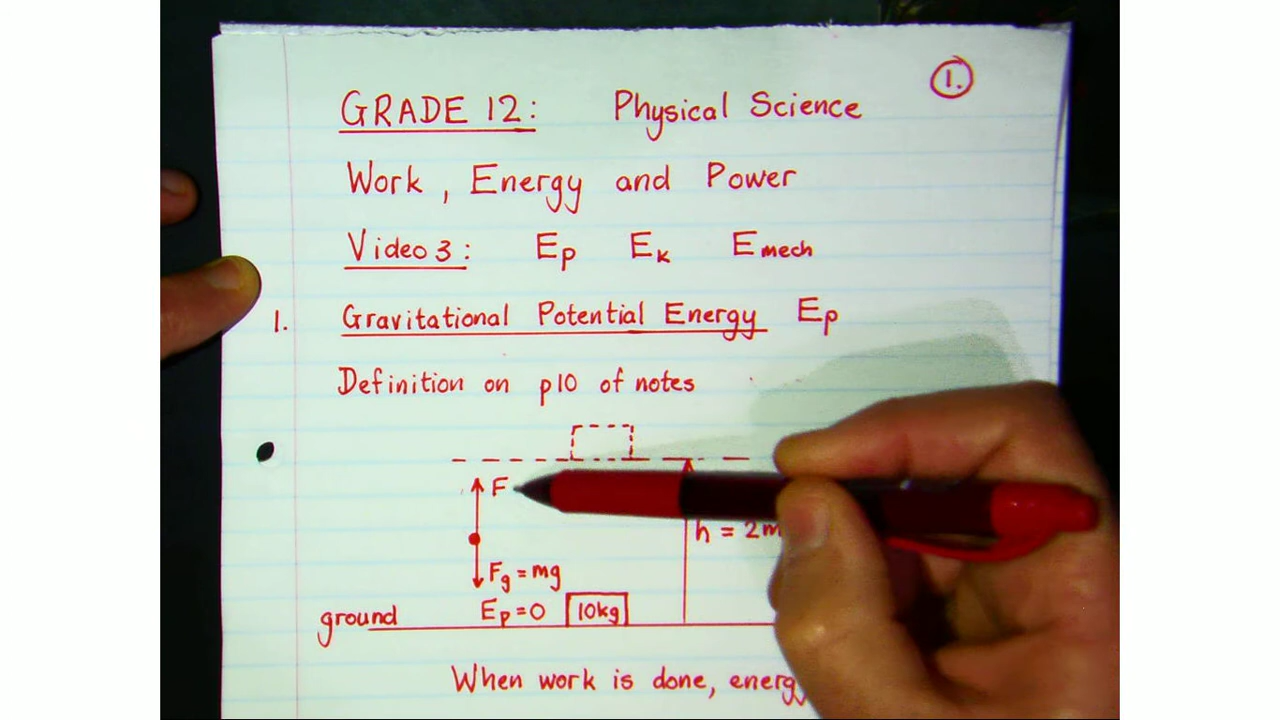 1.
GRADE 12: Physical Science
Work, Energy and Power
Video 3: Ep Ek Emech
1. Gravitational Potential Energy Ep
Definition on p10 of notes
F
h = 2m
Fg = mg
Ep = 0 10kg
ground
When work is done, energy